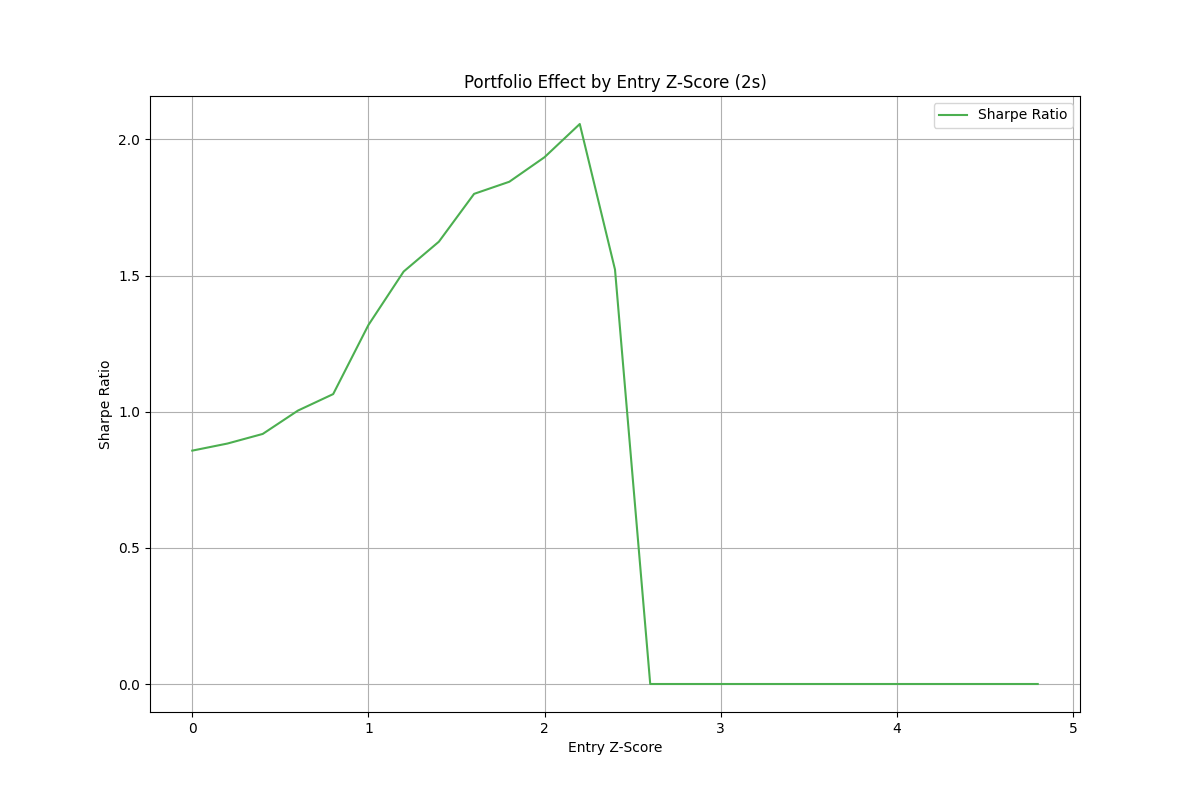 Portfolio Effect by Entry Z-Score (2s)
Sharpe Ratio
2.0
1.5
1.0
0.5
0.0
Sharpe Ratio
0 1 2 3 4 5
Entry Z-Score